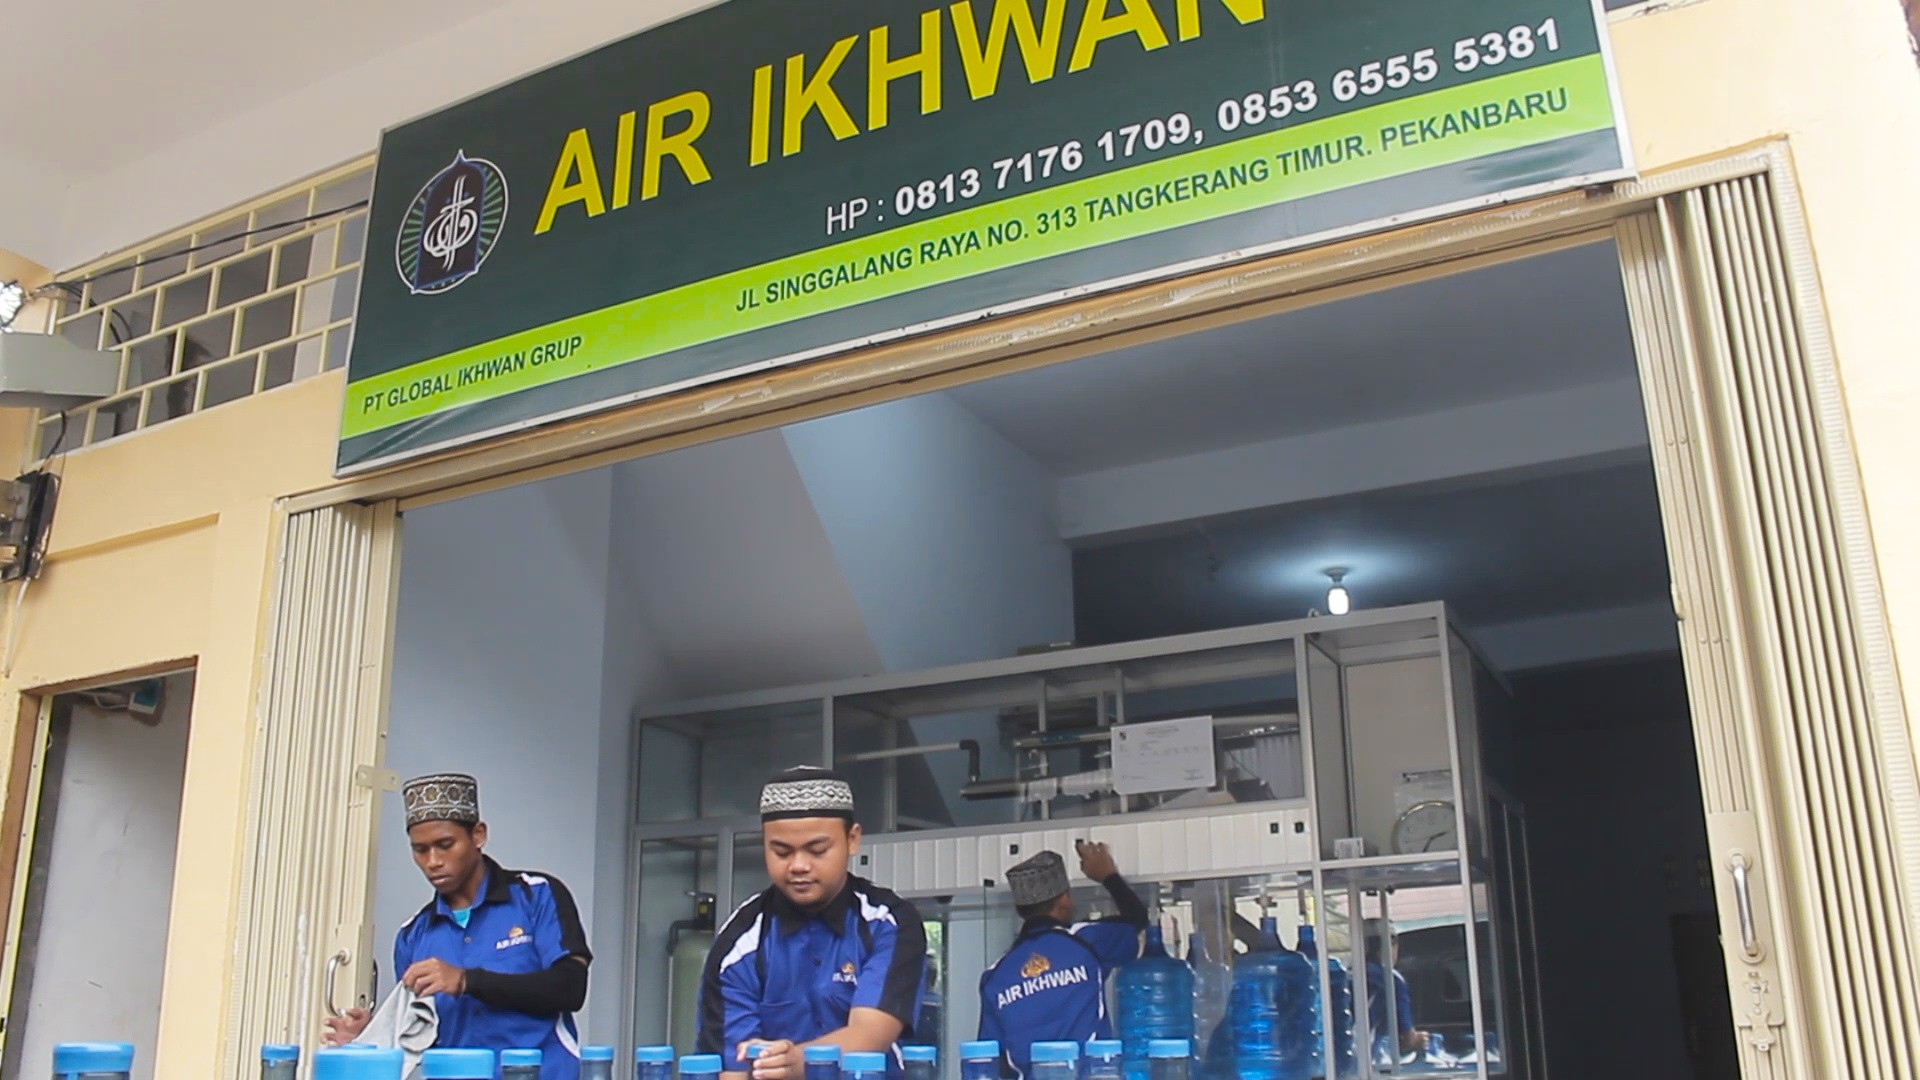 AIR IKHWAN
HP : 0813 7176 1709, 0853 6555 5381
PT GLOBAL IKHWAN GRUP JL SINGGALANG RAYA NO. 313 TANGKERANG TIMUR. PEKANBARU
AIR IKHWAN